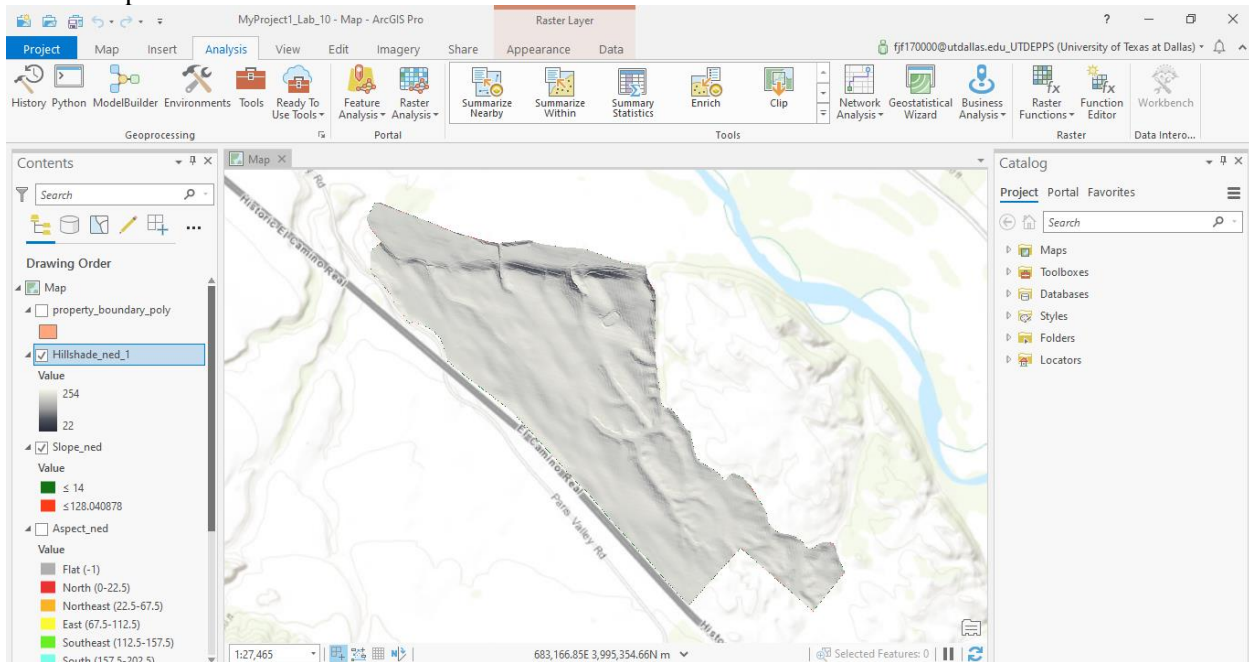 MyProject1_Lab_10 - Map - ArcGIS Pro
Raster Layer
?
Project Map Insert Analysis View Edit Imagery Share Appearance Data
fjf170000@utdallas.edu_UTDEPPS (University of Texas at Dallas)
History Python ModelBuilder Environments Tools Ready To Use Tools
Feature Analysis Raster Analysis
Summarize Nearby Summarize Within Summary Statistics Enrich Clip
Network Analysis Geostatistical Wizard Business Analysis
Raster Functions Function Editor Workbench
Geoprocessing Portal Tools Raster Data Intero...
Contents
Search
Drawing Order
Map
property_boundary_poly
Hillshade_ned_1
Value
254
22
Slope_ned
Value
≤ 14
≤128.040878
Aspect_ned
Value
Flat (-1)
North (0-22.5)
Northeast (22.5-67.5)
East (67.5-112.5)
Southeast (112.5-157.5)
South (157.5-202.5)
Map
Rd
Historic El Camino Real
El Camino Real
Paris Valley Rd
Histo
1:27,465
683,166.85E 3,995,354.66N m
Selected Features: 0
Catalog
Project Portal Favorites
Search
Maps
Toolboxes
Databases
Styles
Folders
Locators